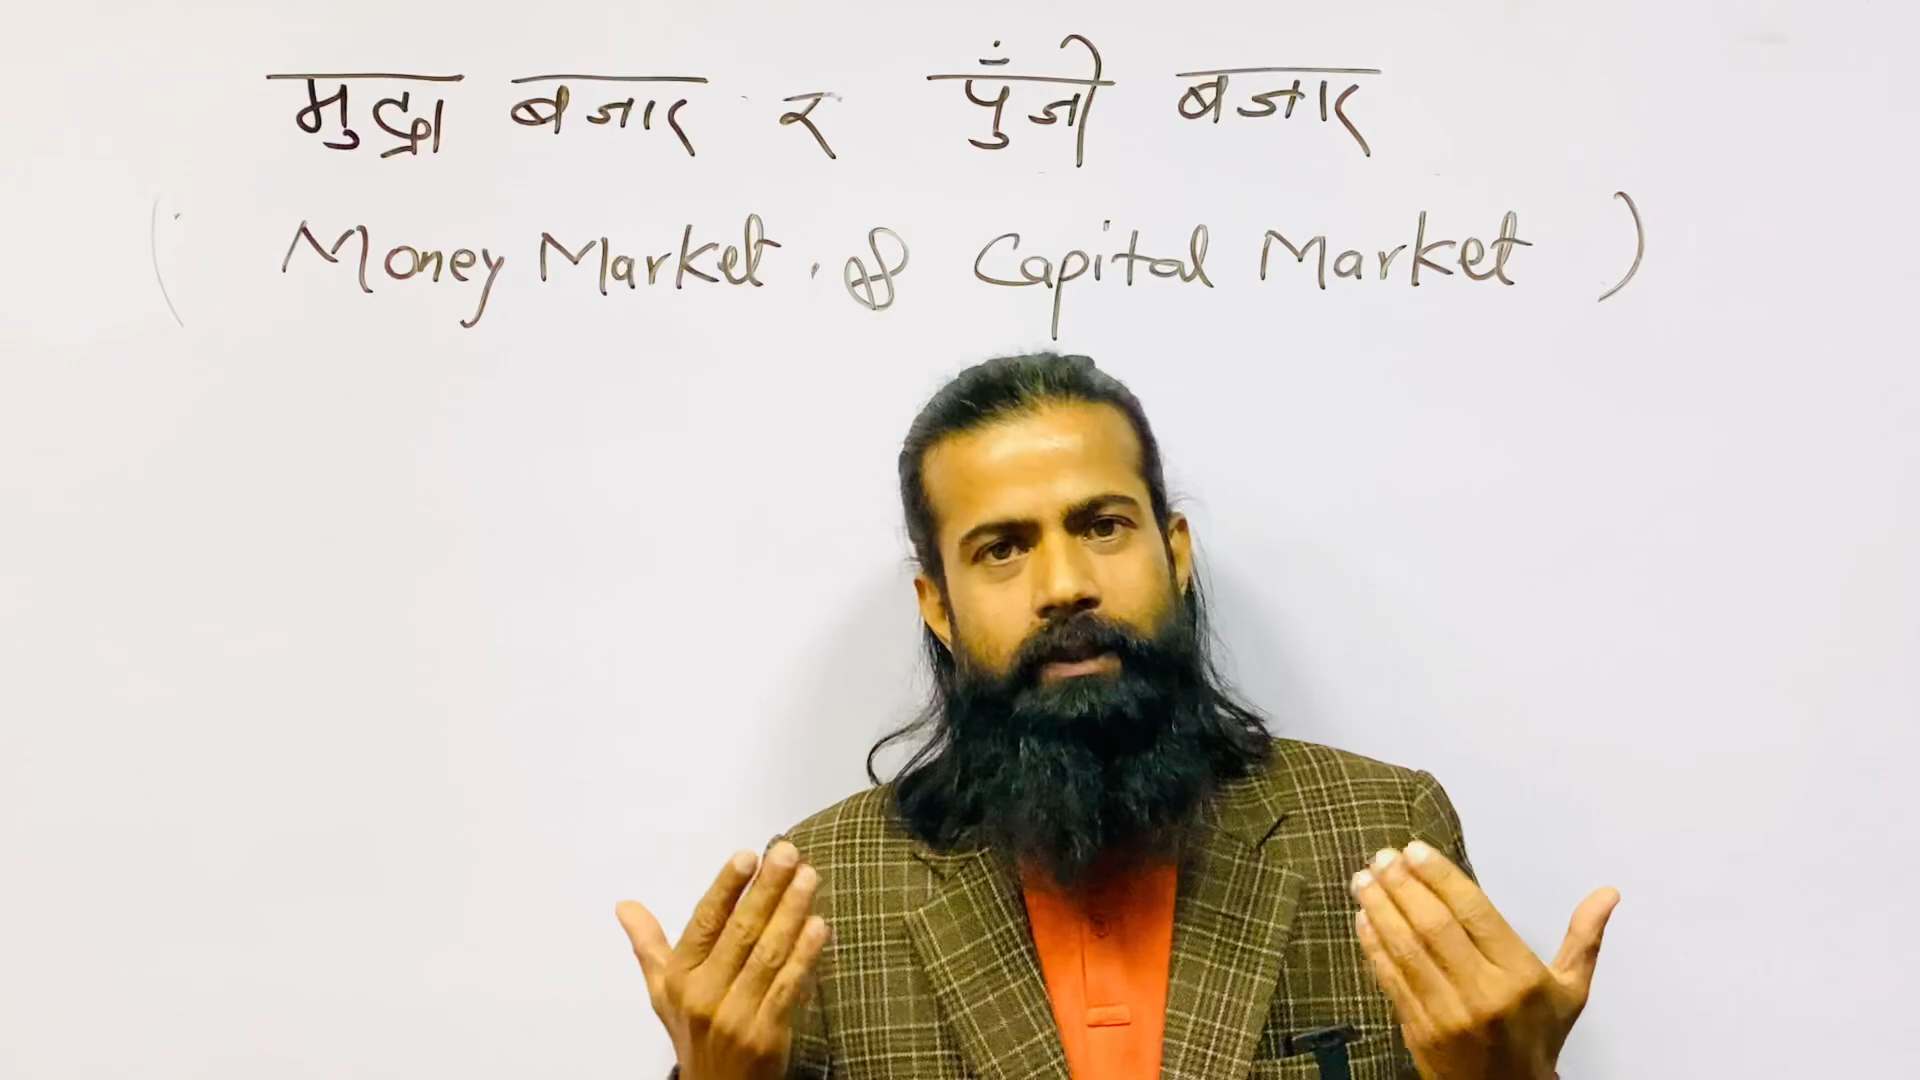 मुद्रा बजार र पुंजी बजार
( Money Market & Capital Market )